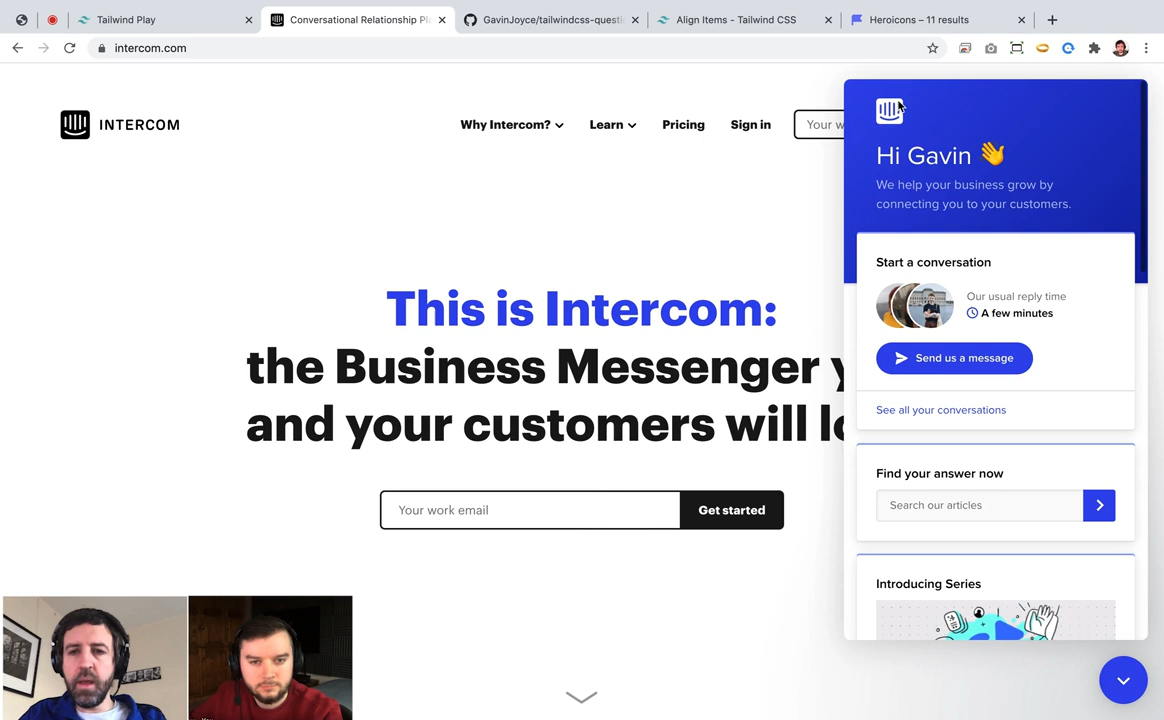 Tailwind Play
Conversational Relationship Pl
GavinJoyce/tailwindcss-questi
Align Items - Tailwind CSS
Heroicons – 11 results
intercom.com
INTERCOM
Why Intercom?
Learn
Pricing
Sign in
Your w
This is Intercom:
the Business Messenger y
and your customers will lo
Your work email
Get started
Hi Gavin 👋
We help your business grow by
connecting you to your customers.
Start a conversation
Our usual reply time
A few minutes
Send us a message
See all your conversations
Find your answer now
Search our articles
Introducing Series